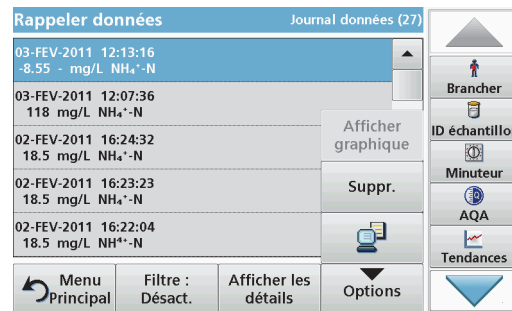 Rappeler données
Journal données (27)
03-FEV-2011 12:13:16
-8.55 - mg/L NH₄⁺-N
03-FEV-2011 12:07:36
118 mg/L NH₄⁺-N
02-FEV-2011 16:24:32
18.5 mg/L NH₄⁺-N
02-FEV-2011 16:23:23
18.5 mg/L NH₄⁺-N
02-FEV-2011 16:22:04
18.5 mg/L NH⁴⁺-N
Afficher
graphique
Suppr.
Menu
Principal
Filtre :
Désact.
Afficher les
détails
Options
Brancher
ID échantillo
Minuteur
AQA
Tendances